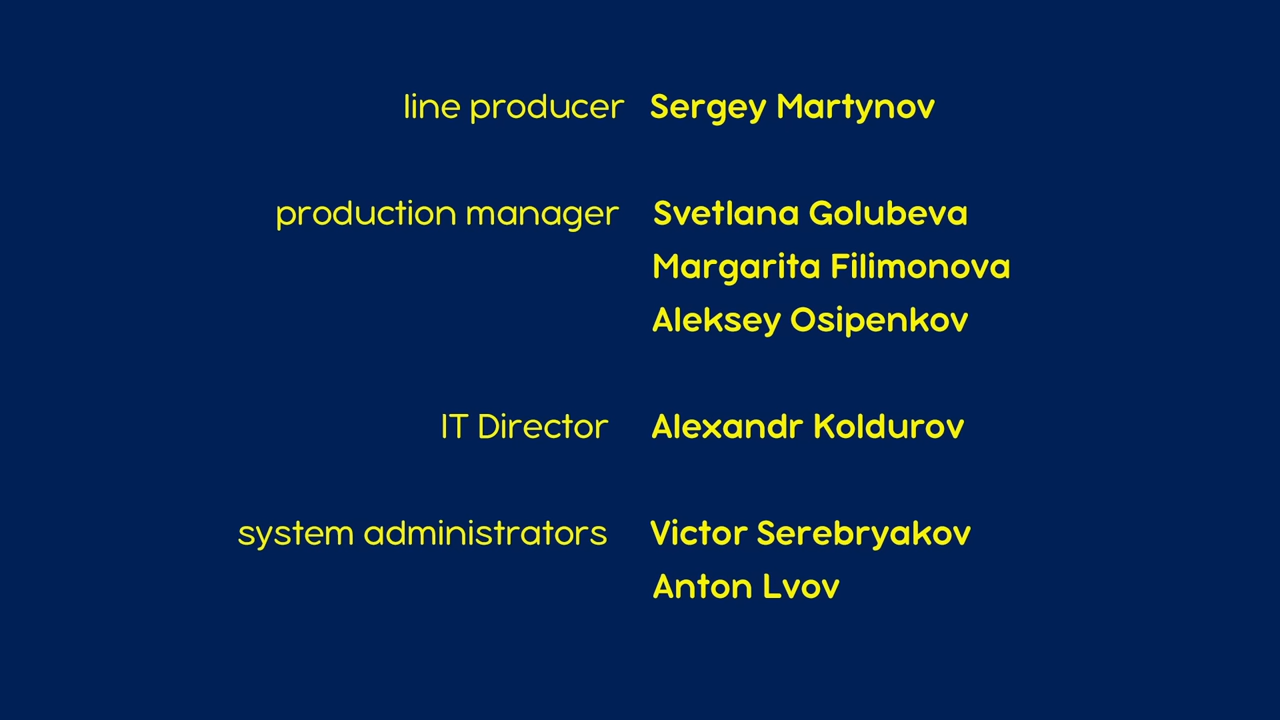 line producer Sergey Martynov
production manager Svetlana Golubeva
Margarita Filimonova
Aleksey Osipenkov
IT Director Alexandr Koldurov
system administrators Victor Serebryakov
Anton Lvov